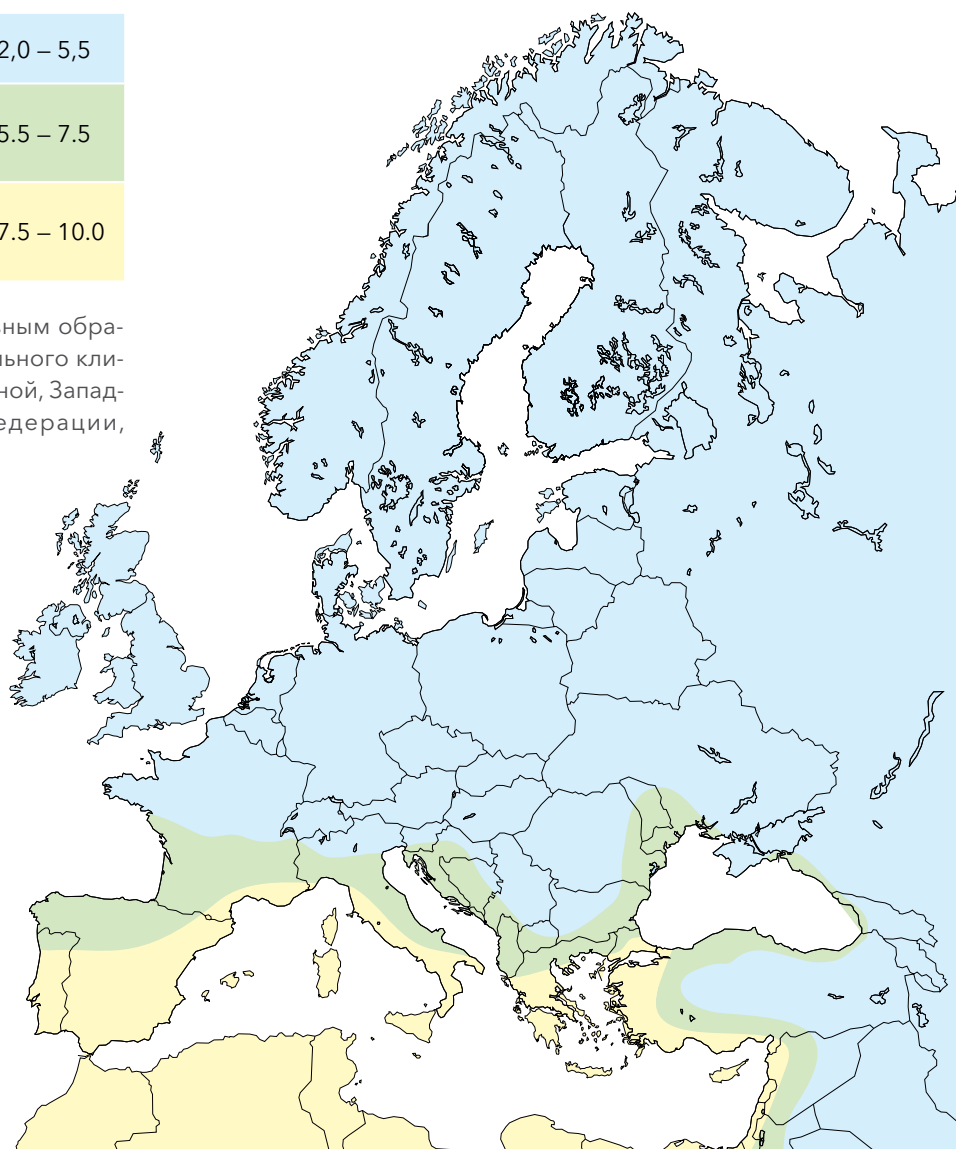 2,0 – 5,5
5.5 – 7.5
7.5 – 10.0
ным обра-
льного кли-
ной, Запад-
едерации,